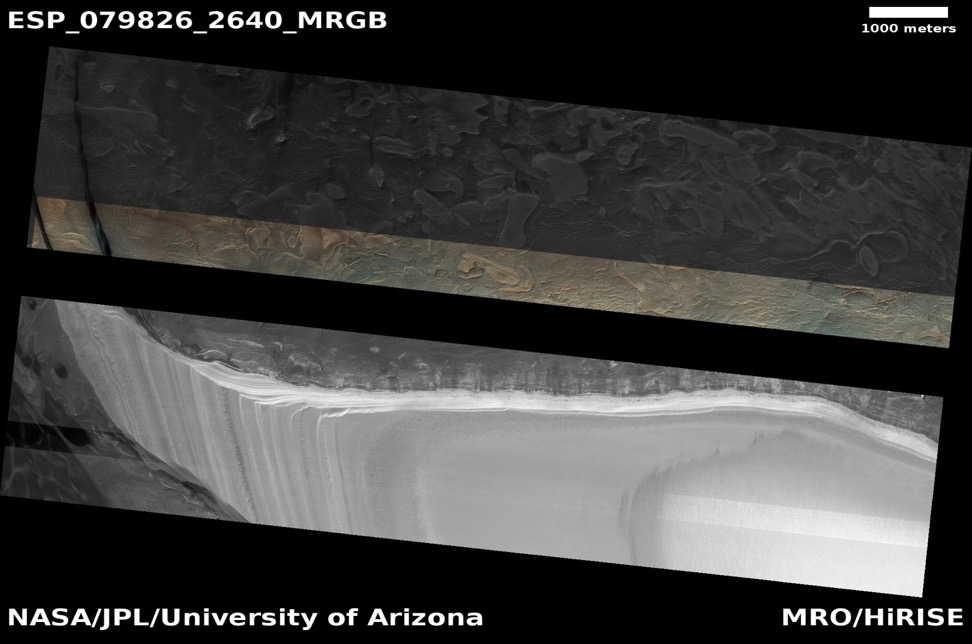 ESP_079826_2640_MRGB
1000 meters
NASA/JPL/University of Arizona
MRO/HiRISE